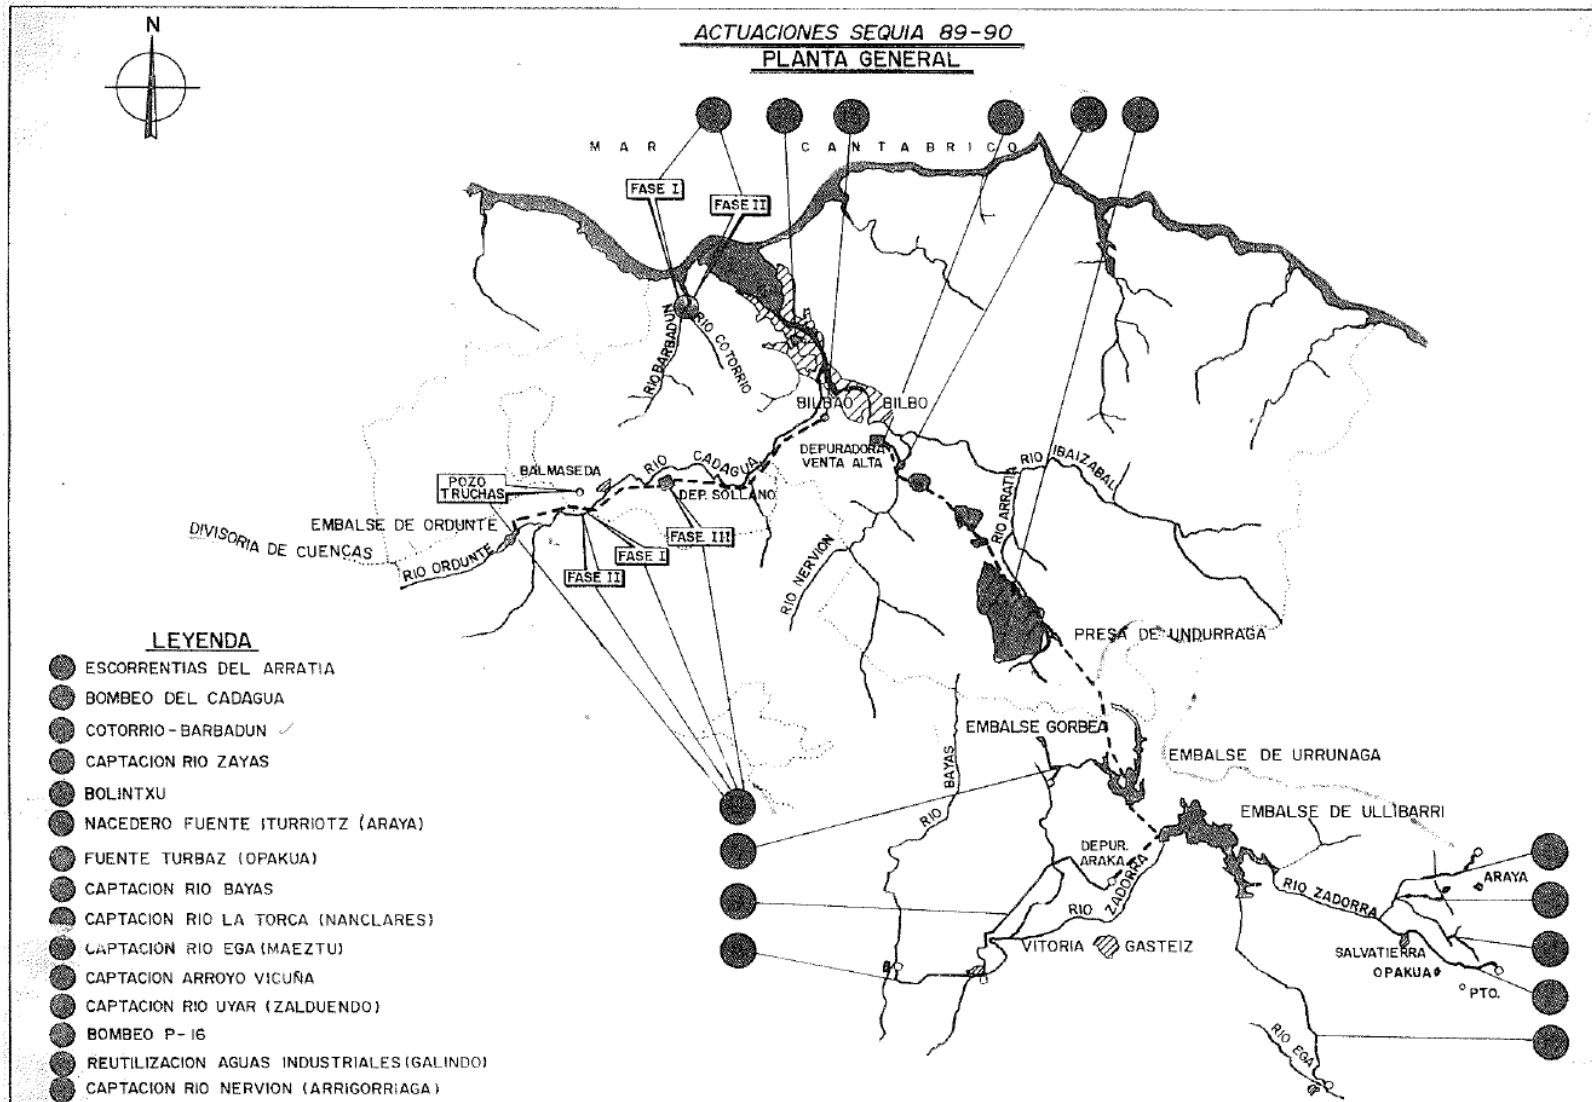 ACTUACIONES SEQUIA 89-90
PLANTA GENERAL
N
MAR CANTABRICO
FASE I
FASE II
RIO BARBADUN
RIO COTORRIO
BILBAO BILBO
DEPURADORA
VENTA ALTA
RIO IBAIZABAL
RIO ARRATIA
BALMASEDA
RIO CADAGUA
POZO
TRUCHAS
DEP. SOLLANO
EMBALSE DE ORDUNTE
DIVISORIA DE CUENCAS
RIO ORDUNTE
FASE III
FASE I
FASE II
RIO NERVION
PRESA DE UNDURRAGA
EMBALSE GORBEA
EMBALSE DE URRUNAGA
RIO BAYAS
EMBALSE DE ULLIBARRI
DEPUR.
ARAKA
RIO ZADORRA
RIO ZADORRA
ARAYA
VITORIA GASTEIZ
SALVATIERRA
OPAKUA
PTO.
RIO EGA
LEYENDA
ESCORRENTIAS DEL ARRATIA
BOMBEO DEL CADAGUA
COTORRIO-BARBADUN
CAPTACION RIO ZAYAS
BOLINTXU
NACEDERO FUENTE ITURRIOTZ (ARAYA)
FUENTE TURBAZ (OPAKUA)
CAPTACION RIO BAYAS
CAPTACION RIO LA TORCA (NANCLARES)
CAPTACION RIO EGA (MAEZTU)
CAPTACION ARROYO VICUÑA
CAPTACION RIO UYAR (ZALDUENDO)
BOMBEO P-16
REUTILIZACION AGUAS INDUSTRIALES (GALINDO)
CAPTACION RIO NERVION (ARRIGORRIAGA)